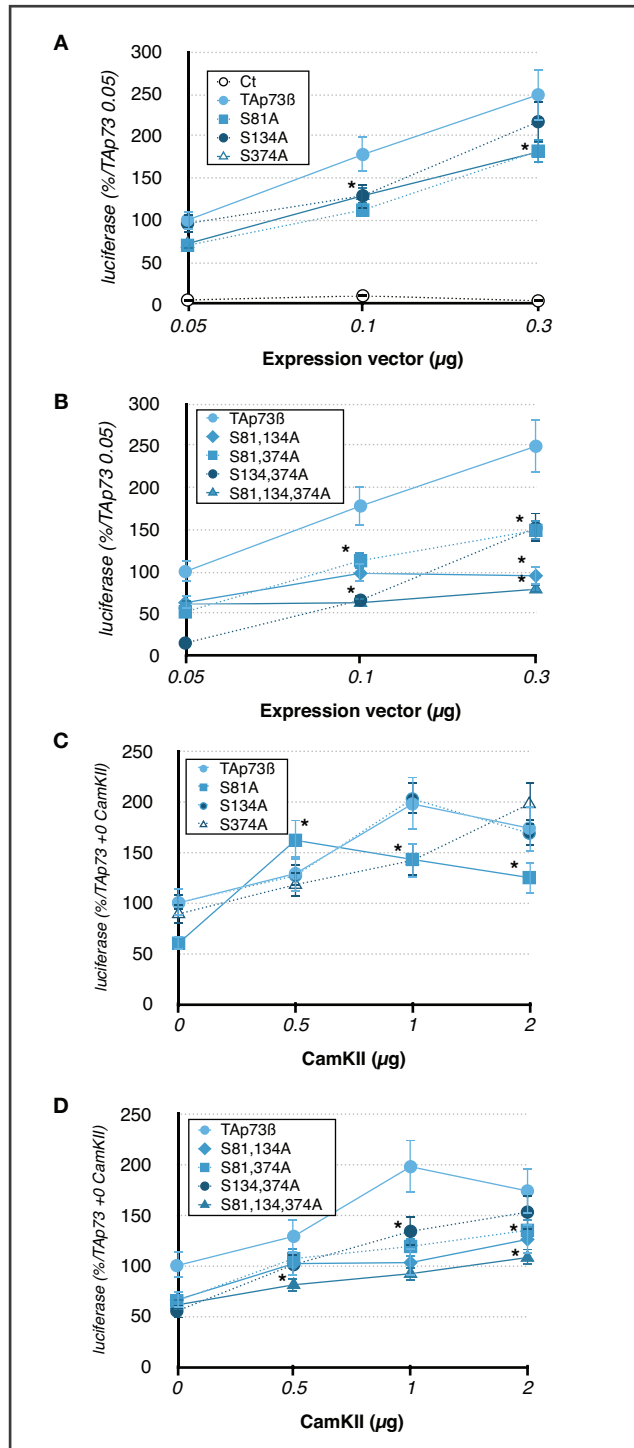 A
luciferase (%/TAp73 0.05)
300
250
200
150
100
50
0
Ct
TAp73ß
S81A
S134A
S374A
*
*
0.05
0.1
0.3
Expression vector (µg)
B
luciferase (%/TAp73 0.05)
300
250
200
150
100
50
0
TAp73ß
S81,134A
S81,374A
S134,374A
S81,134,374A
*
*
*
*
*
0.05
0.1
0.3
Expression vector (µg)
C
luciferase (%/TAp73 +0 CamKII)
250
200
150
100
50
0
TAp73ß
S81A
S134A
S374A
*
*
*
0
0.5
1
2
CamKII (µg)
D
luciferase (%/TAp73 +0 CamKII)
250
200
150
100
50
0
TAp73ß
S81,134A
S81,374A
S134,374A
S81,134,374A
*
*
*
*
0
0.5
1
2
CamKII (µg)